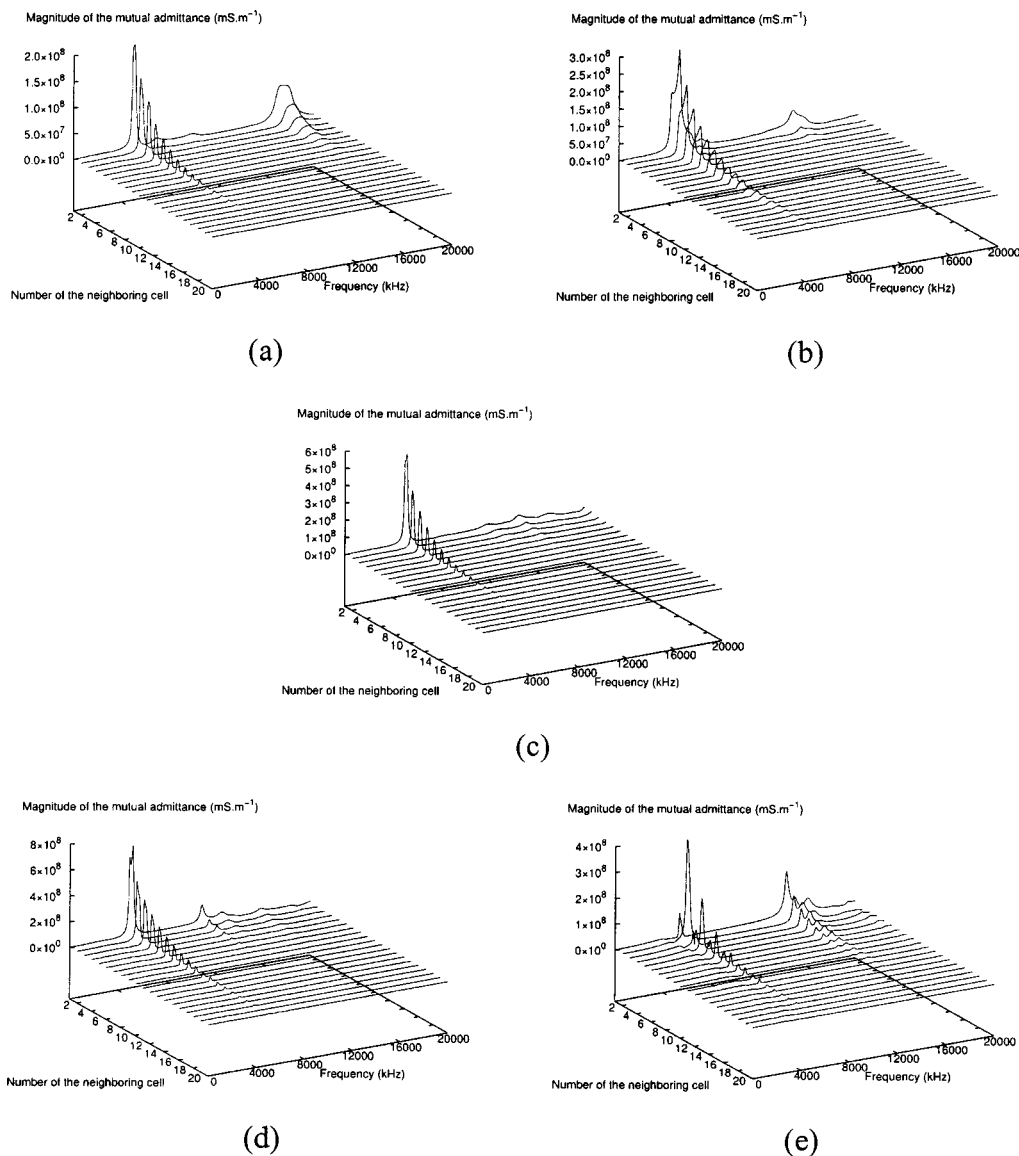 Magnitude of the mutual admittance (mS.m⁻¹)
2.0×10⁸
1.5×10⁸
1.0×10⁸
5.0×10⁷
0.0×10⁰
2 4 6 8 10 12 14 16 18 20
Number of the neighboring cell
0 4000 8000 12000 16000 20000
Frequency (kHz)
(a)
Magnitude of the mutual admittance (mS.m⁻¹)
3.0×10⁸
2.5×10⁸
2.0×10⁸
1.5×10⁸
1.0×10⁸
5.0×10⁷
0.0×10⁰
2 4 6 8 10 12 14 16 18 20
Number of the neighboring cell
0 4000 8000 12000 16000 20000
Frequency (kHz)
(b)
Magnitude of the mutual admittance (mS.m⁻¹)
6×10⁸
5×10⁸
4×10⁸
3×10⁸
2×10⁸
1×10⁸
0×10⁰
2 4 6 8 10 12 14 16 18 20
Number of the neighboring cell
0 4000 8000 12000 16000 20000
Frequency (kHz)
(c)
Magnitude of the mutual admittance (mS.m⁻¹)
8×10⁸
6×10⁸
4×10⁸
2×10⁸
0×10⁰
2 4 6 8 10 12 14 16 18 20
Number of the neighboring cell
0 4000 8000 12000 16000 20000
Frequency (kHz)
(d)
Magnitude of the mutual admittance (mS.m⁻¹)
4×10⁸
3×10⁸
2×10⁸
1×10⁸
0×10⁰
2 4 6 8 10 12 14 16 18 20
Number of the neighboring cell
0 4000 8000 12000 16000 20000
Frequency (kHz)
(e)